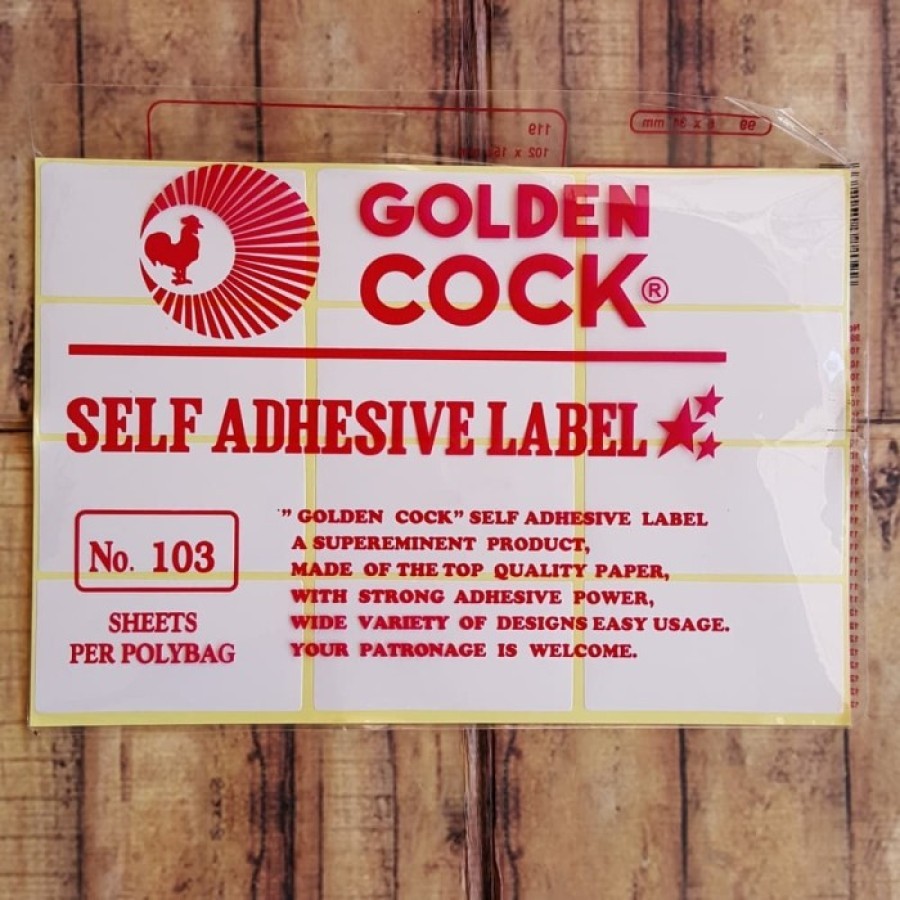 119
GOLDEN
COCK®
SELF ADHESIVE LABEL
No. 103
SHEETS
PER POLYBAG
" GOLDEN COCK" SELF ADHESIVE LABEL
A SUPEREMINENT PRODUCT,
MADE OF THE TOP QUALITY PAPER,
WITH STRONG ADHESIVE POWER,
WIDE VARIETY OF DESIGNS EASY USAGE.
YOUR PATRONAGE IS WELCOME.